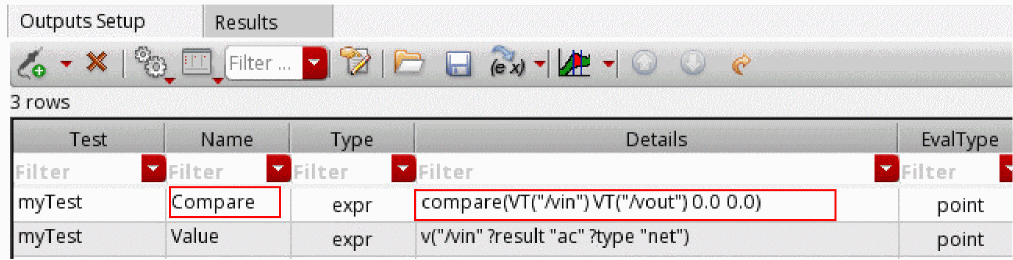 Outputs Setup Results
Filter ... (e x)
3 rows
Test Name Type Details EvalType
Filter Filter Filter Filter Filter
myTest Compare expr compare(VT("/vin") VT("/vout") 0.0 0.0) point
myTest Value expr v("/vin" ?result "ac" ?type "net") point